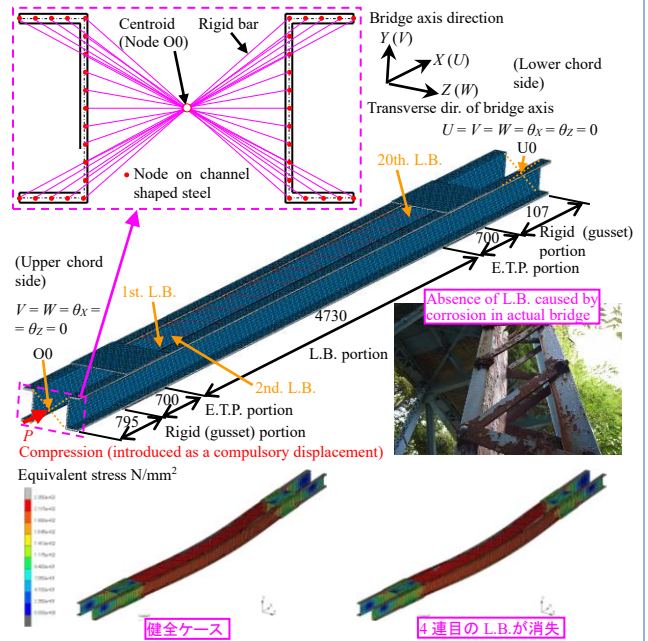 Centroid
(Node O0)
Rigid bar
Node on channel
shaped steel
Bridge axis direction
Y (V)
X (U)
Z (W)
Transverse dir. of bridge axis
(Lower chord
side)
U = V = W = θX = θZ = 0
U0
20th. L.B.
107
Rigid (gusset)
portion
700
E.T.P. portion
4730
L.B. portion
(Upper chord
side)
V = W = θX =
= θZ = 0
O0
1st. L.B.
2nd. L.B.
700
E.T.P. portion
795
Rigid (gusset) portion
P
Compression (introduced as a compulsory displacement)
Absence of L.B. caused by
corrosion in actual bridge
Equivalent stress N/mm2
健全ケース
4 連目の L.B.が消失